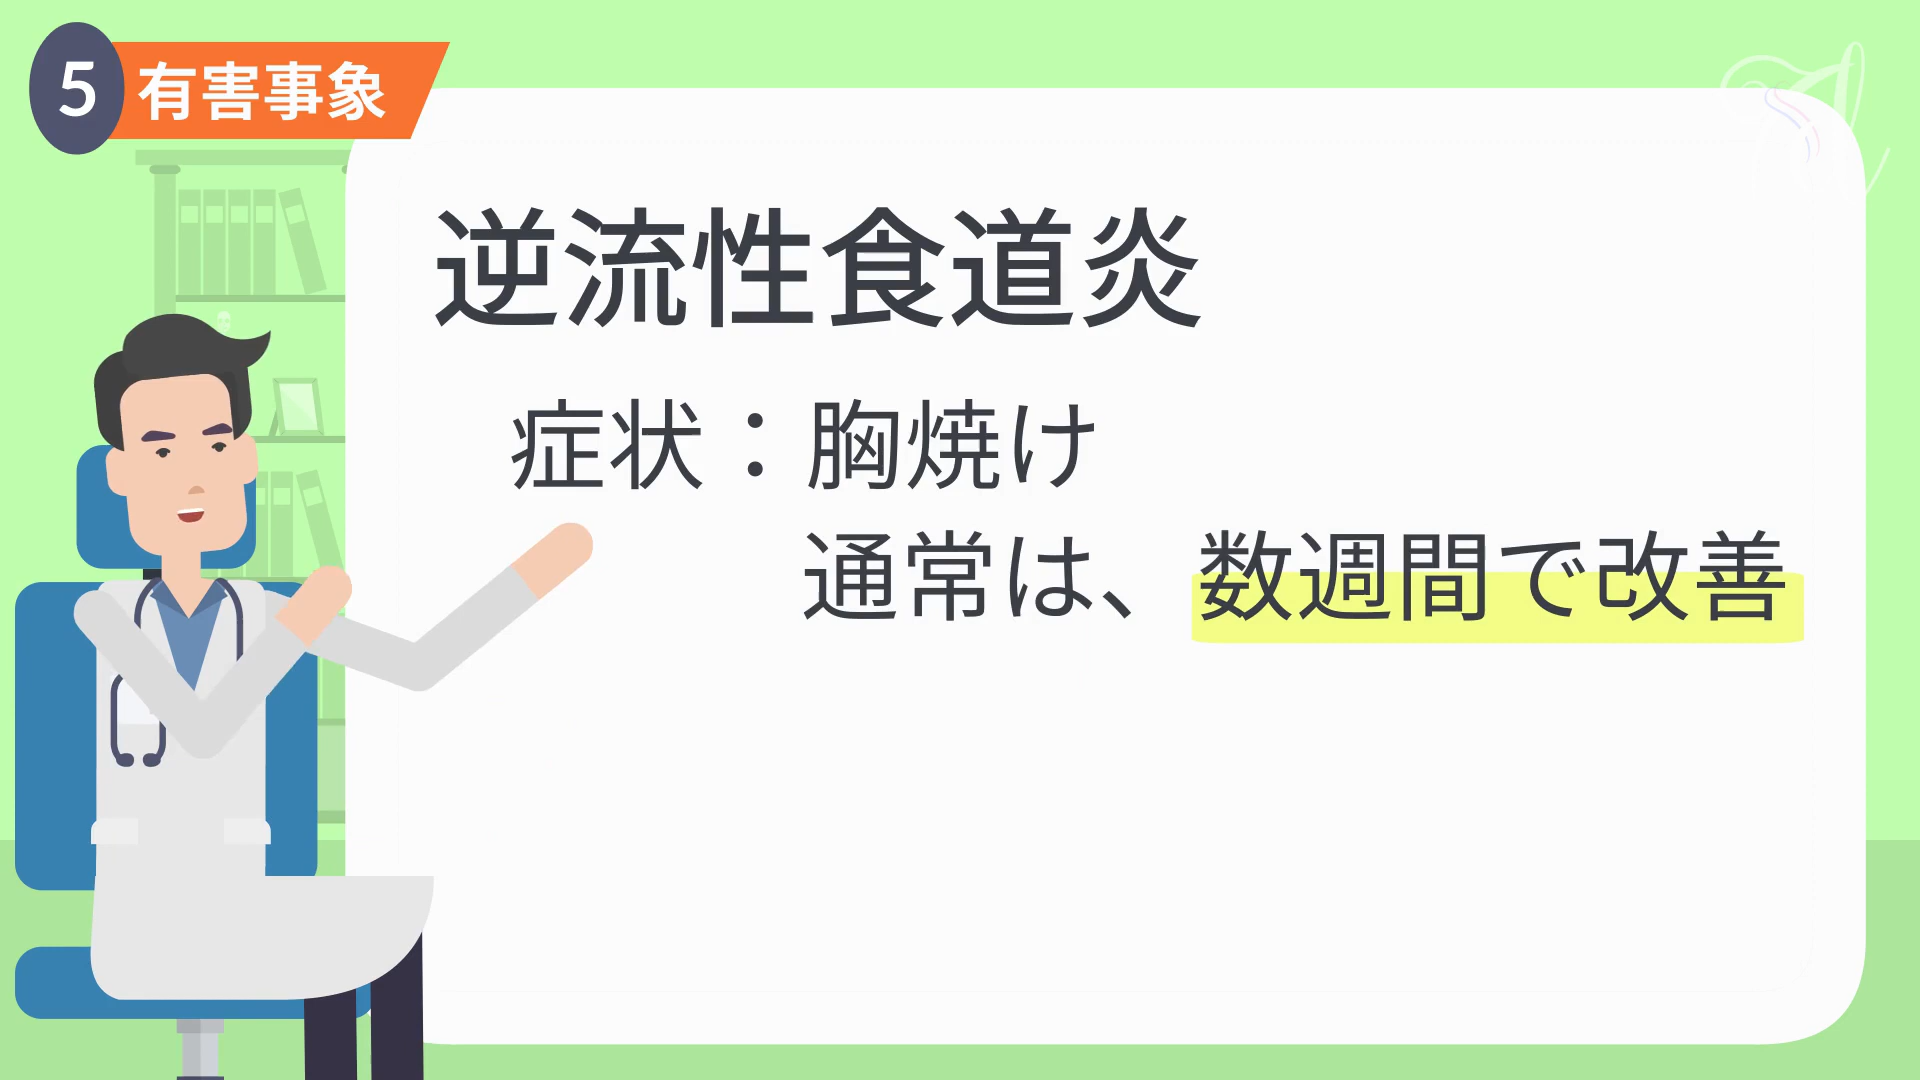 5 有害事象
逆流性食道炎
症状：胸焼け
通常は、数週間で改善